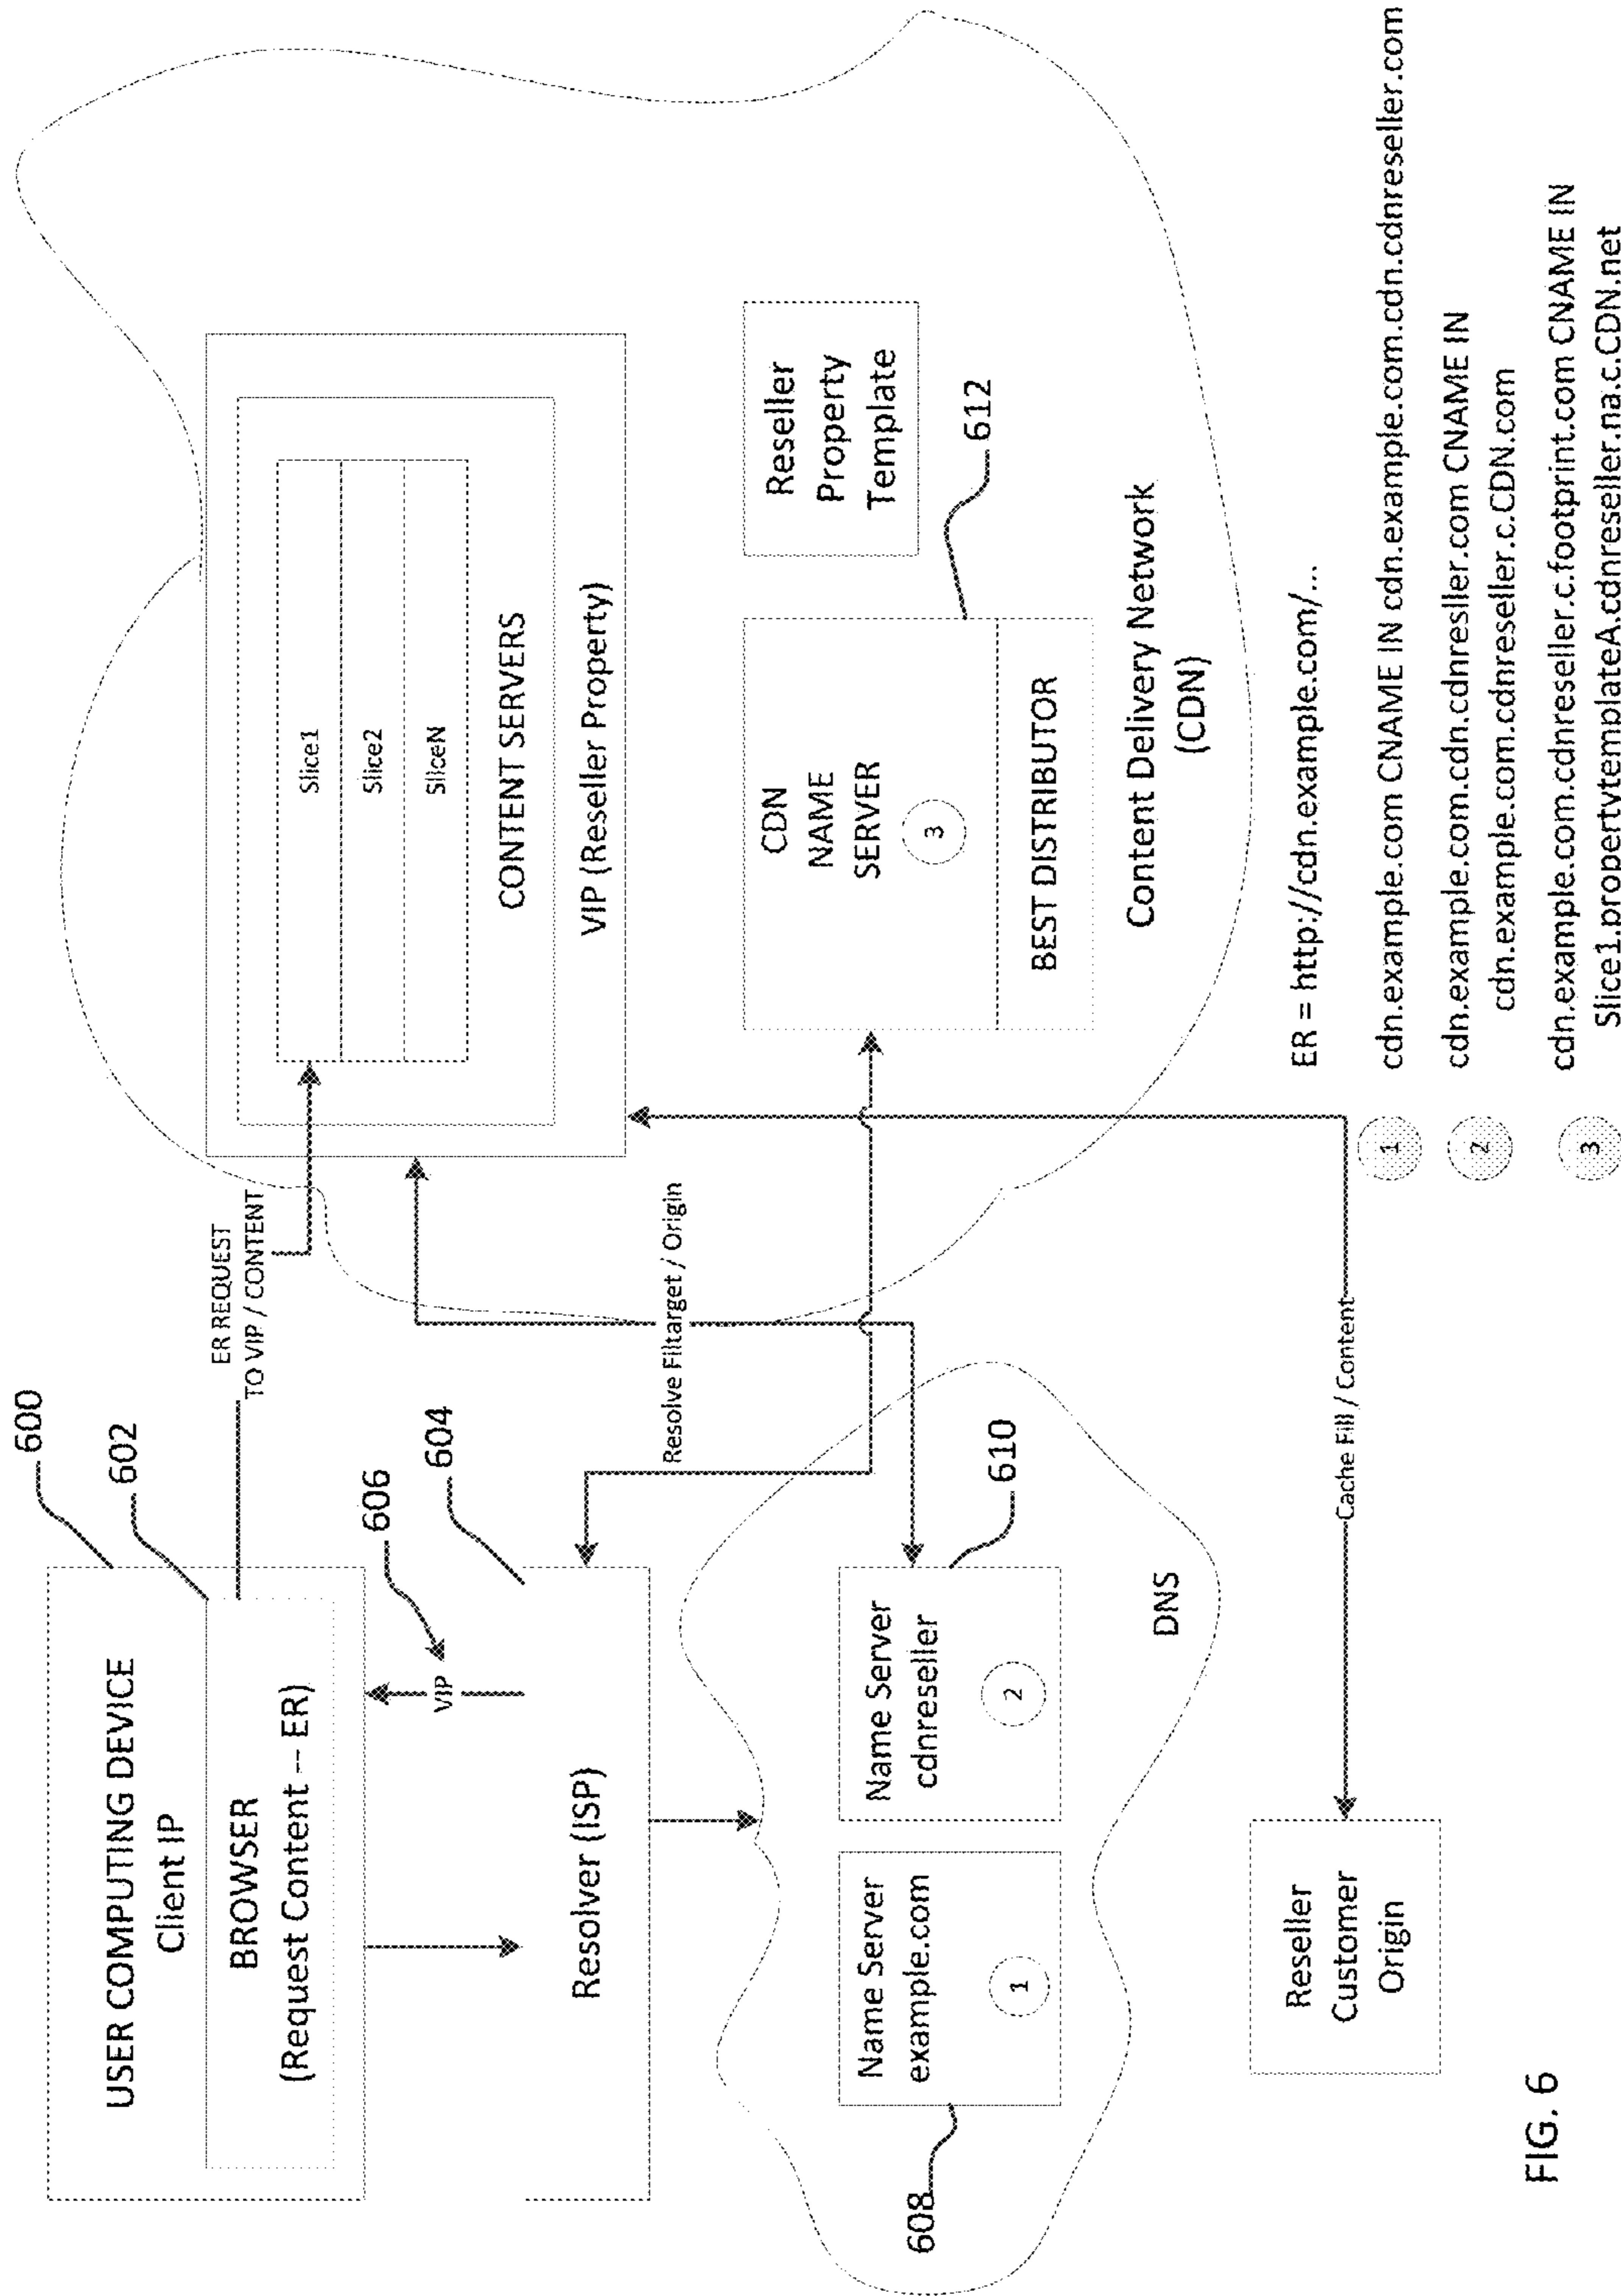 600
USER COMPUTING DEVICE
Client IP
602
BROWSER
(Request Content -- ER)
ER REQUEST
TO VIP / CONTENT
606
VIP
604
Resolver (ISP)
Resolve Filtarget / Origin
Slice1
Slice2
SliceN
CONTENT SERVERS
VIP (Reseller Property)
Name Server
example.com
1
608
Name Server
cdnreseller
2
610
DNS
CDN
NAME
SERVER
3
BEST DISTRIBUTOR
612
Reseller
Property
Template
Content Delivery Network
(CDN)
Reseller
Customer
Origin
Cache Fill / Content
ER = http://cdn.example.com/...
1 cdn.example.com CNAME IN cdn.example.com.cdn.cdnreseller.com
2 cdn.example.com.cdn.cdnresller.com CNAME IN
cdn.example.com.cdnreseller.c.CDN.com
3 cdn.example.com.cdnreseller.c.footprint.com CNAME IN
Slice1.propertytemplateA.cdnreseller.na.c.CDN.net
FIG. 6